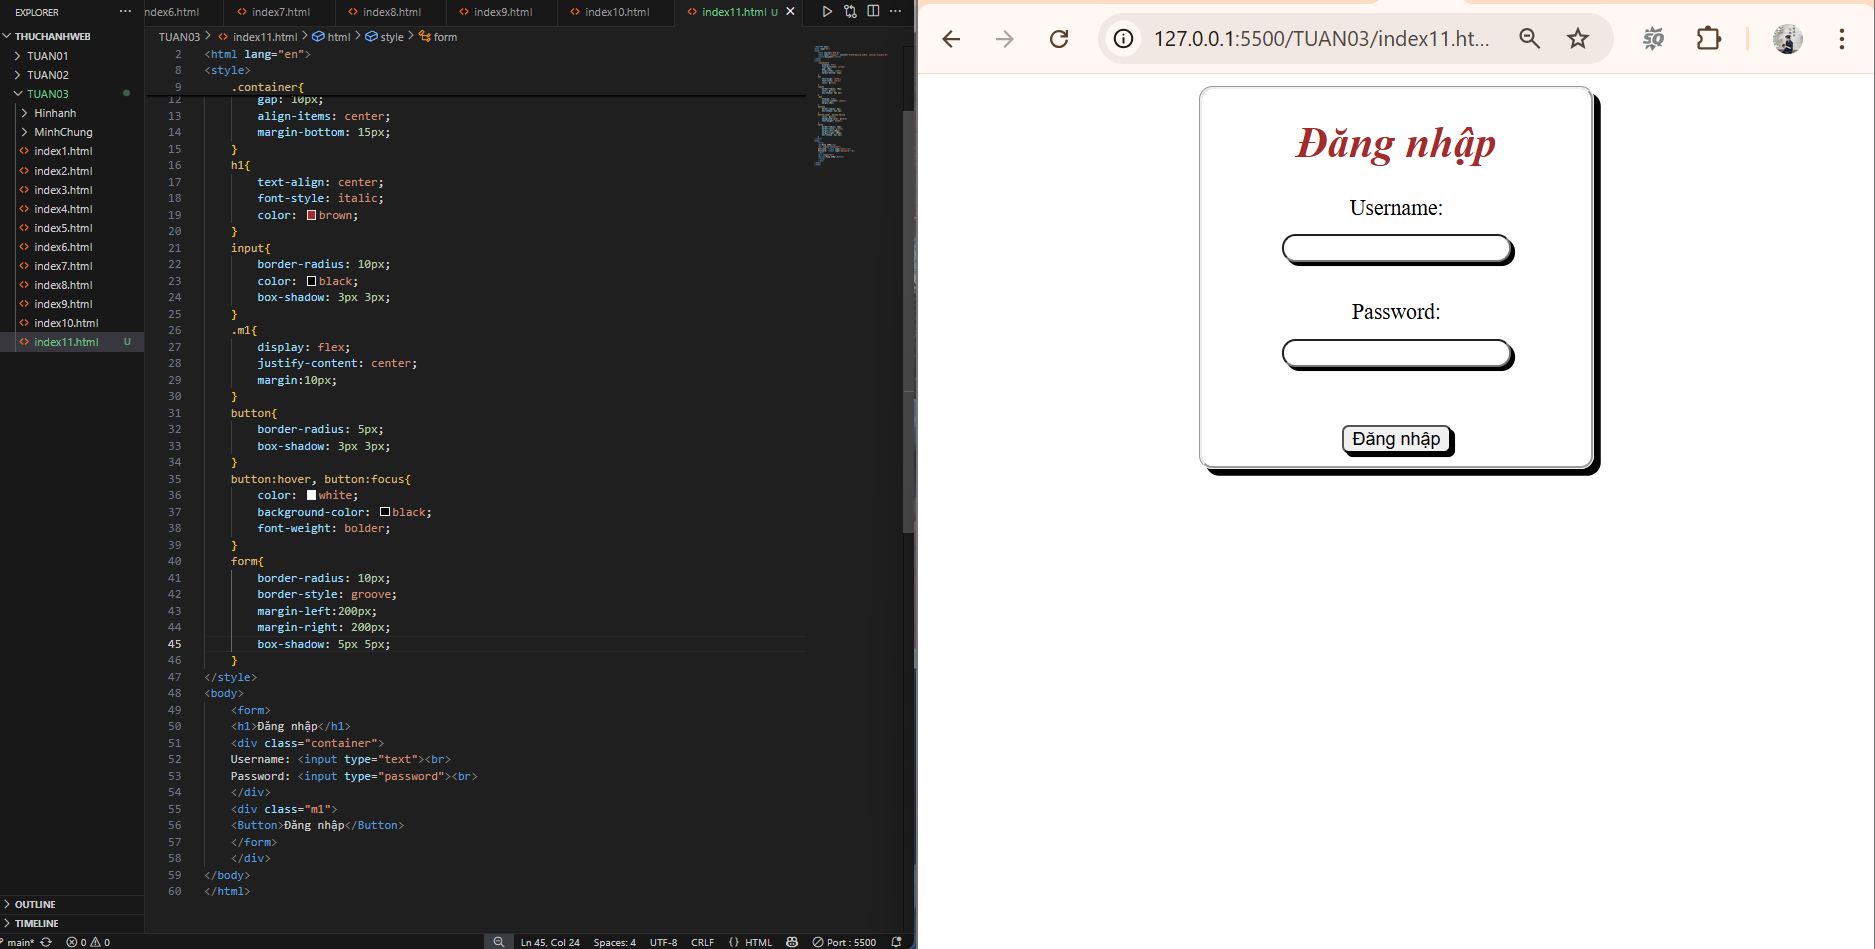 EXPLORER
THUCHANHWEB
TUAN01
TUAN02
TUAN03
Hinhanh
MinhChung
index1.html
index2.html
index3.html
index4.html
index5.html
index6.html
index7.html
index8.html
index9.html
index10.html
index11.html U
OUTLINE
TIMELINE
index6.html index7.html index8.html index9.html index10.html index11.html U
TUAN03 > index11.html > html > style > form
2 <html lang="en">
8 <style>
9 .container{
12 gap: 10px;
13 align-items: center;
14 margin-bottom: 15px;
15 }
16 h1{
17 text-align: center;
18 font-style: italic;
19 color: brown;
20 }
21 input{
22 border-radius: 10px;
23 color: black;
24 box-shadow: 3px 3px;
25 }
26 .m1{
27 display: flex;
28 justify-content: center;
29 margin:10px;
30 }
31 button{
32 border-radius: 5px;
33 box-shadow: 3px 3px;
34 }
35 button:hover, button:focus{
36 color: white;
37 background-color: black;
38 font-weight: bolder;
39 }
40 form{
41 border-radius: 10px;
42 border-style: groove;
43 margin-left:200px;
44 margin-right: 200px;
45 box-shadow: 5px 5px;
46 }
47 </style>
48 <body>
49 <form>
50 <h1>Đăng nhập</h1>
51 <div class="container">
52 Username: <input type="text"><br>
53 Password: <input type="password"><br>
54 </div>
55 <div class="m1">
56 <Button>Đăng nhập</Button>
57 </form>
58 </div>
59 </body>
60 </html>
main* 0 0 Ln 45, Col 24 Spaces: 4 UTF-8 CRLF {} HTML Port : 5500
127.0.0.1:5500/TUAN03/index11.ht...
Đăng nhập
Username:
Password:
Đăng nhập